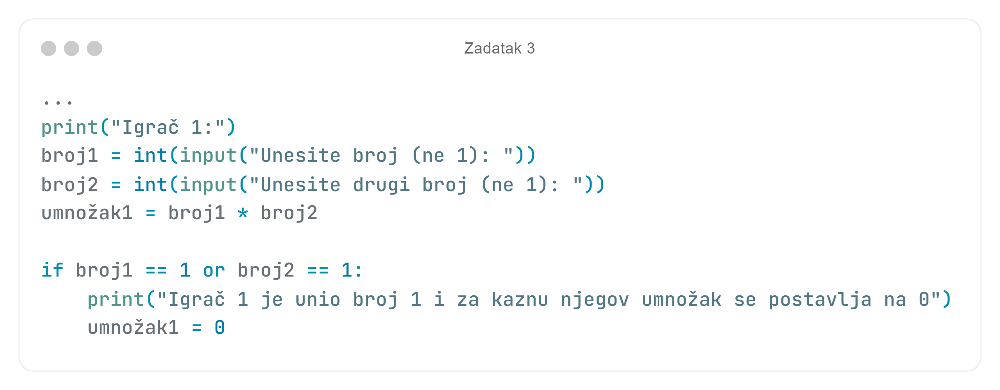 Zadatak 3
...
print("Igrač 1:")
broj1 = int(input("Unesite broj (ne 1): "))
broj2 = int(input("Unesite drugi broj (ne 1): "))
umnožak1 = broj1 * broj2
if broj1 == 1 or broj2 == 1:
    print("Igrač 1 je unio broj 1 i za kaznu njegov umnožak se postavlja na 0")
    umnožak1 = 0